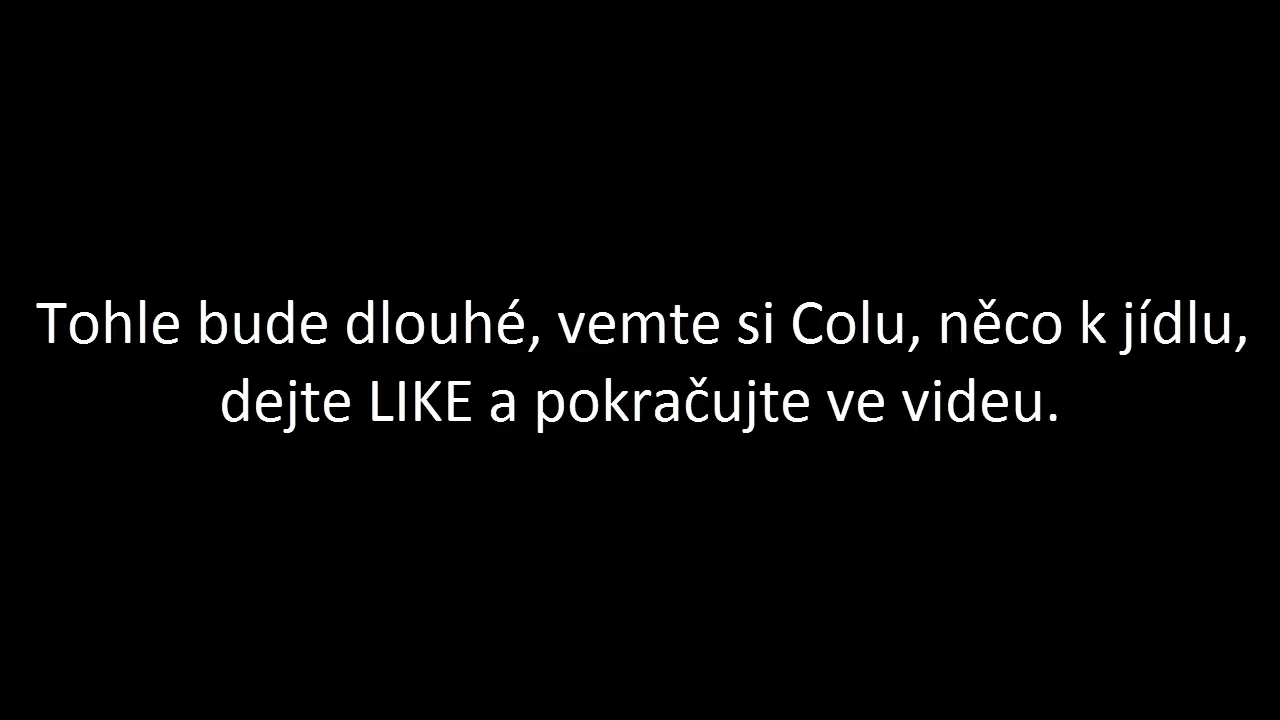 Tohle bude dlouhé, vemte si Colu, něco k jídlu,
dejte LIKE a pokračujte ve videu.